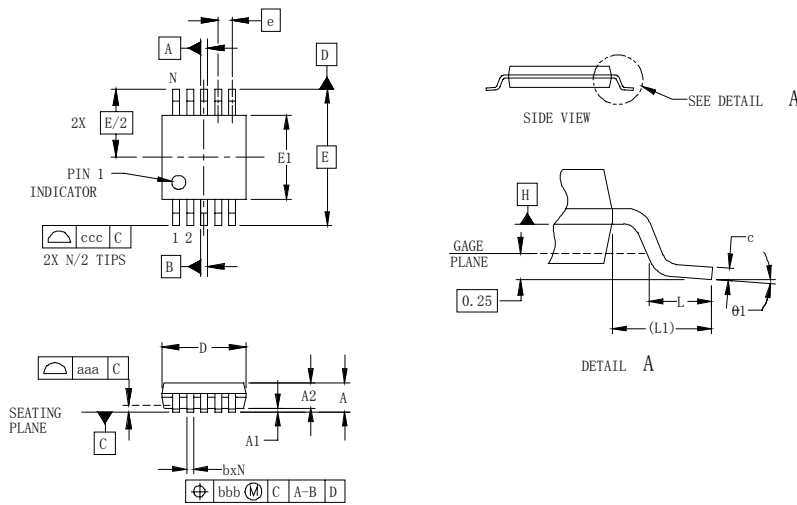 A
e
D
N
2X E/2
E1
E
PIN 1
INDICATOR
ccc C
1 2
2X N/2 TIPS
B
SEE DETAIL A
SIDE VIEW
H
GAGE
PLANE
c
0.25
L
(L1)
θ1
DETAIL A
D
aaa C
A2
A
SEATING
PLANE
C
A1
bxN
bbb Ⓜ C A-B D